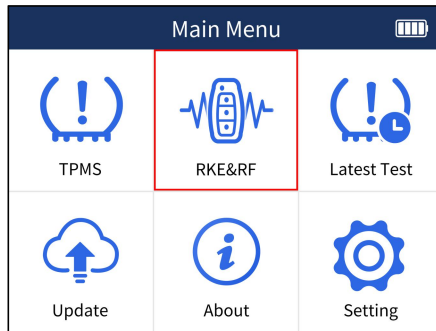 Main Menu
TPMS
RKE&RF
Latest Test
Update
About
Setting